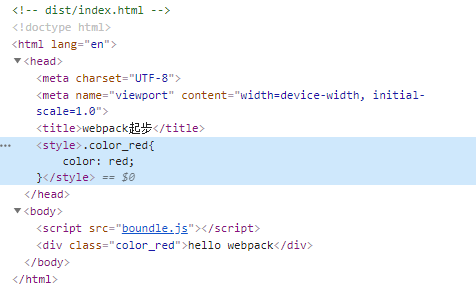 <!-- dist/index.html -->
<!doctype html>
<html lang="en">
▼<head>
<meta charset="UTF-8">
<meta name="viewport" content="width=device-width, initial-
scale=1.0">
<title>webpack起步</title>
<style>.color_red{
color: red;
}</style> == $0
</head>
▼<body>
<script src="boundle.js"></script>
<div class="color_red">hello webpack</div>
</body>
</html>